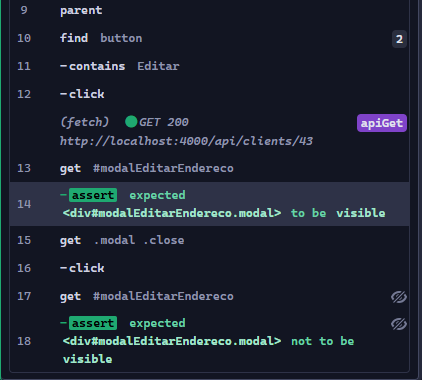 9 parent
10 find button 2
11 -contains Editar
12 -click
(fetch) GET 200 apiGet
http://localhost:4000/api/clients/43
13 get #modalEditarEndereco
-assert expected
14 <div#modalEditarEndereco.modal> to be visible
15 get .modal .close
16 -click
17 get #modalEditarEndereco
-assert expected
18 <div#modalEditarEndereco.modal> not to be
visible